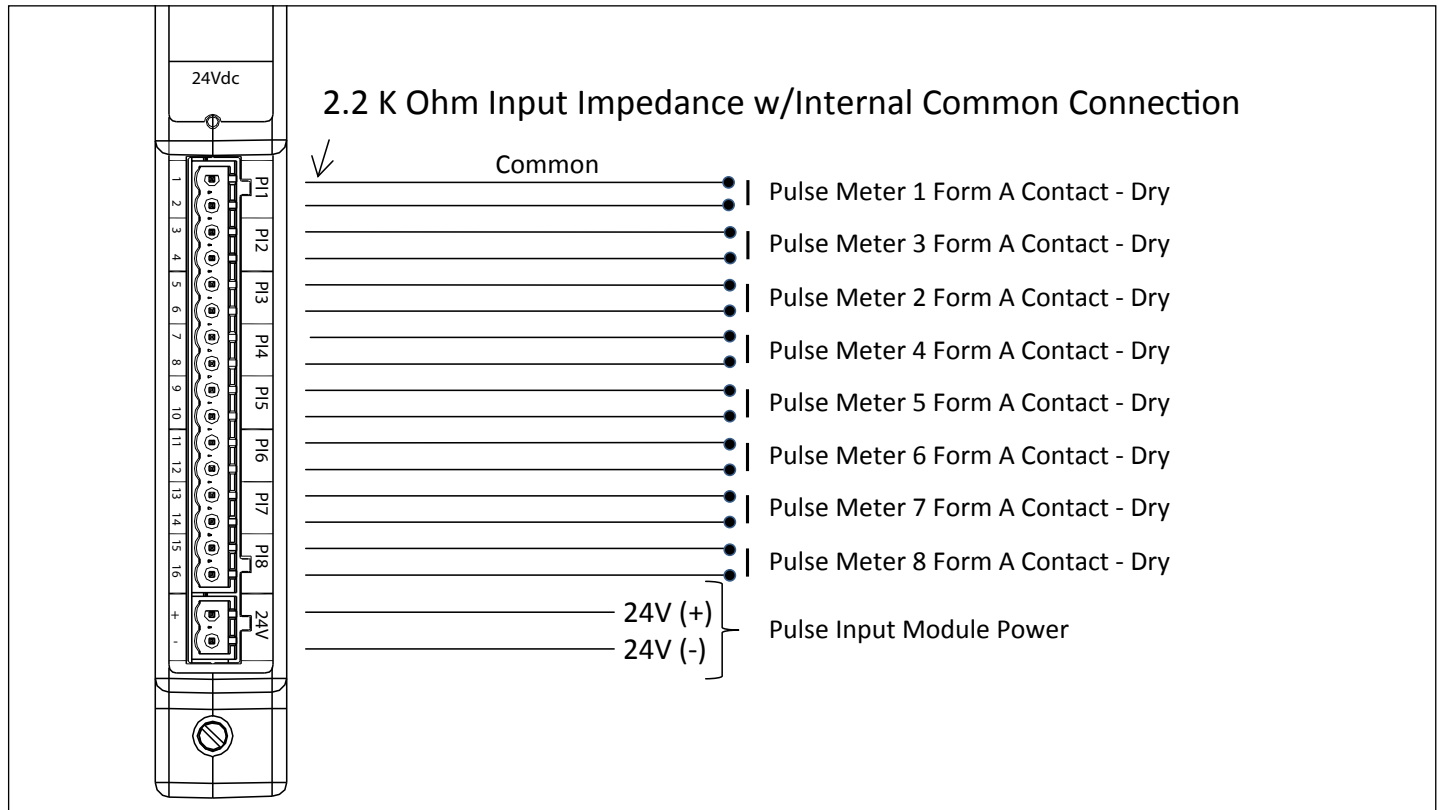 24Vdc
2.2 K Ohm Input Impedance w/Internal Common Connection
Common
1 PI1 Pulse Meter 1 Form A Contact - Dry
2
3 PI2 Pulse Meter 3 Form A Contact - Dry
4
5 PI3 Pulse Meter 2 Form A Contact - Dry
6
7 PI4 Pulse Meter 4 Form A Contact - Dry
8
9 PI5 Pulse Meter 5 Form A Contact - Dry
10
11 PI6 Pulse Meter 6 Form A Contact - Dry
12
13 PI7 Pulse Meter 7 Form A Contact - Dry
14
15 PI8 Pulse Meter 8 Form A Contact - Dry
16
+ 24V 24V (+)
Pulse Input Module Power
- 24V (-)